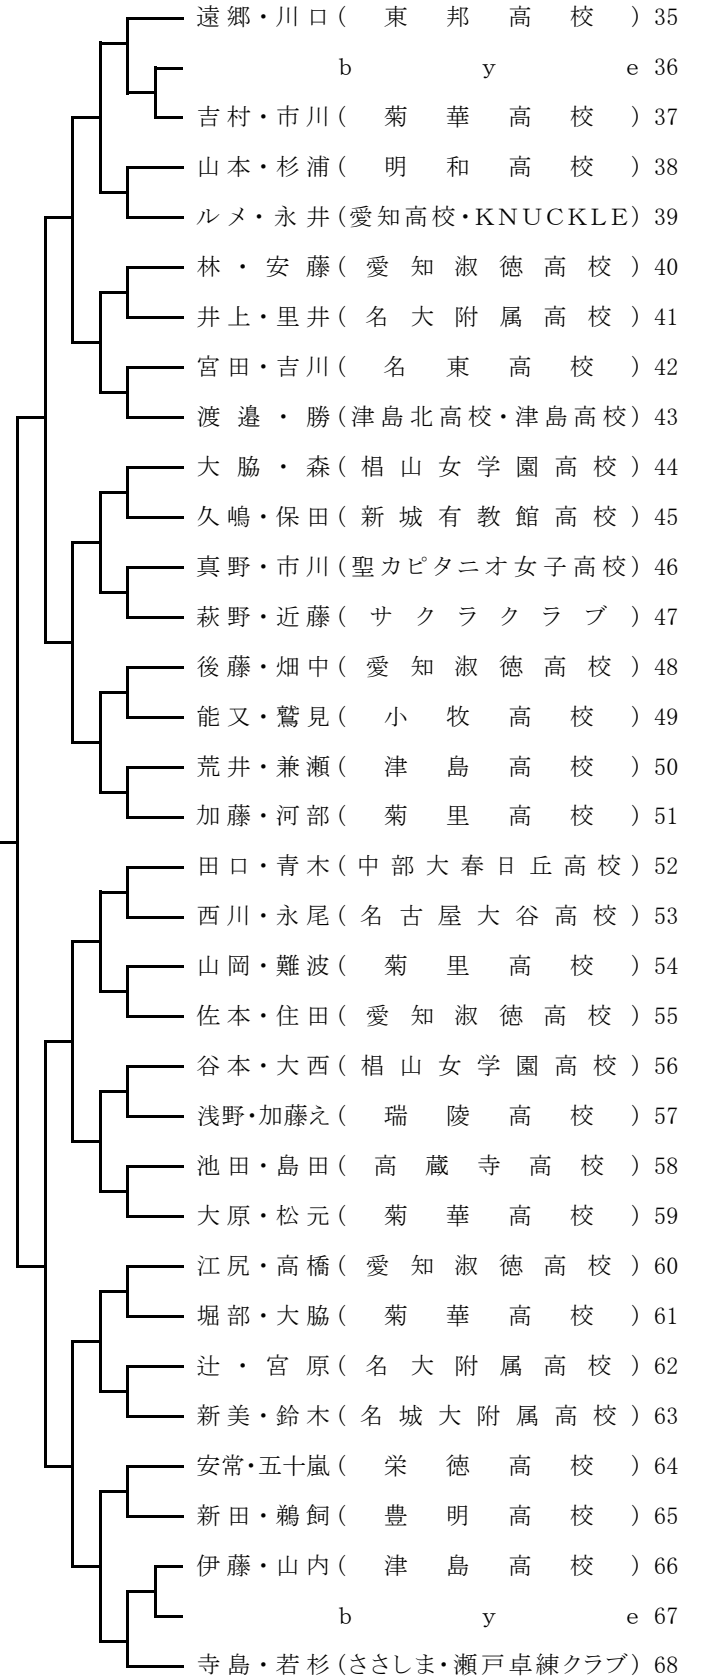 遠郷・川口(東邦高校)35
bye 36
吉村・市川(菊華高校)37
山本・杉浦(明和高校)38
ルメ・永井(愛知高校・KNUCKLE)39
林・安藤(愛知淑徳高校)40
井上・里井(名大附属高校)41
宮田・吉川(名東高校)42
渡邉・勝(津島北高校・津島高校)43
大脇・森(椙山女学園高校)44
久嶋・保田(新城有教館高校)45
真野・市川(聖カピタニオ女子高校)46
萩野・近藤(サクラクラブ)47
後藤・畑中(愛知淑徳高校)48
能又・鷲見(小牧高校)49
荒井・兼瀬(津島高校)50
加藤・河部(菊里高校)51
田口・青木(中部大春日丘高校)52
西川・永尾(名古屋大谷高校)53
山岡・難波(菊里高校)54
佐本・住田(愛知淑徳高校)55
谷本・大西(椙山女学園高校)56
浅野・加藤え(瑞陵高校)57
池田・島田(高蔵寺高校)58
大原・松元(菊華高校)59
江尻・高橋(愛知淑徳高校)60
堀部・大脇(菊華高校)61
辻・宮原(名大附属高校)62
新美・鈴木(名城大附属高校)63
安常・五十嵐(栄徳高校)64
新田・鵜飼(豊明高校)65
伊藤・山内(津島高校)66
bye 67
寺島・若杉(ささしま・瀬戸卓練クラブ)68